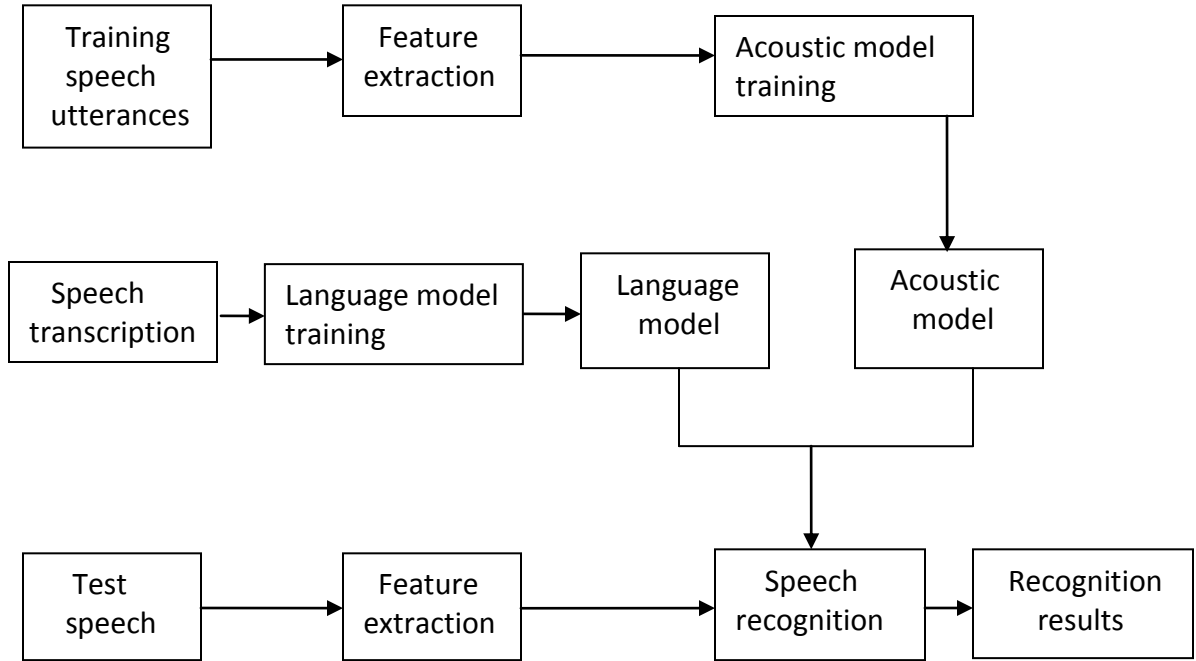 Training
speech
utterances
Feature
extraction
Acoustic model
training
Speech
transcription
Language model
training
Language
model
Acoustic
model
Test
speech
Feature
extraction
Speech
recognition
Recognition
results